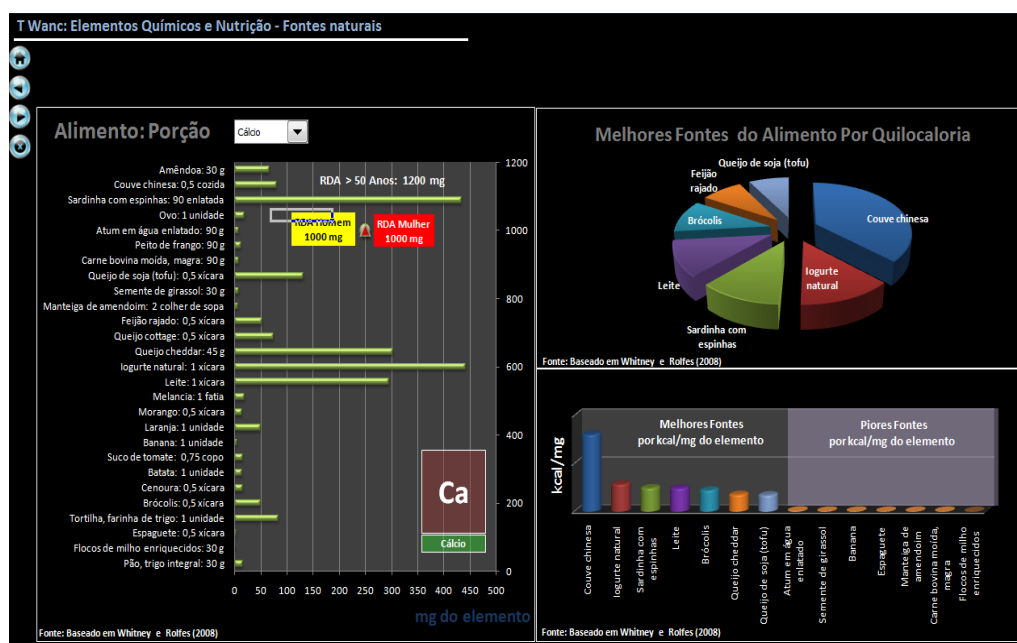 T Wanc: Elementos Químicos e Nutrição - Fontes naturais
Alimento: Porção
Cálcio
Amêndoa: 30 g
Couve chinesa: 0,5 cozida
Sardinha com espinhas: 90 enlatada
Ovo: 1 unidade
Atum em água enlatado: 90 g
Peito de frango: 90 g
Carne bovina moída, magra: 90 g
Queijo de soja (tofu): 0,5 xícara
Semente de girassol: 30 g
Manteiga de amendoim: 2 colher de sopa
Feijão rajado: 0,5 xícara
Queijo cottage: 0,5 xícara
Queijo cheddar: 45 g
Iogurte natural: 1 xícara
Leite: 1 xícara
Melancia: 1 fatia
Morango: 0,5 xícara
Laranja: 1 unidade
Banana: 1 unidade
Suco de tomate: 0,75 copo
Batata: 1 unidade
Cenoura: 0,5 xícara
Brócolis: 0,5 xícara
Tortilha, farinha de trigo: 1 unidade
Espaguete: 0,5 xícara
Flocos de milho enriquecidos: 30 g
Pão, trigo integral: 30 g
RDA > 50 Anos: 1200 mg
RDA Homem
1000 mg
RDA Mulher
1000 mg
1200
1000
800
600
400
200
0
Ca
Cálcio
0 50 100 150 200 250 300 350 400 450 500
mg do elemento
Fonte: Baseado em Whitney e Rolfes (2008)
Melhores Fontes do Alimento Por Quilocaloria
Queijo de soja (tofu)
Feijão
rajado
Couve chinesa
Brócolis
Iogurte
natural
Leite
Sardinha com
espinhas
Fonte: Baseado em Whitney e Rolfes (2008)
kcal/mg
Melhores Fontes
por kcal/mg do elemento
Piores Fontes
por kcal/mg do elemento
Couve chinesa
Iogurte natural
Sardinha com
espinhas
Leite
Brócolis
Queijo cheddar
Queijo de soja (tofu)
Atum em água
enlatado
Semente de girassol
Banana
Espaguete
Manteiga de
amendoim
Carne bovina moída,
magra
Flocos de milho
enriquecidos
Fonte: Baseado em Whitney e Rolfes (2008)